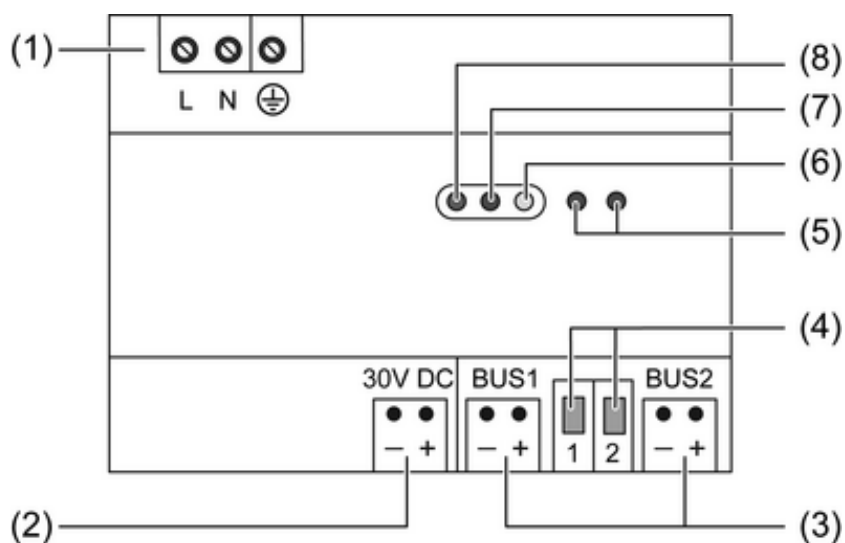 (1)
(8)
L N
(7)
(6)
(5)
(4)
30V DC BUS1 BUS2
− + − + 1 2 − +
(2)
(3)